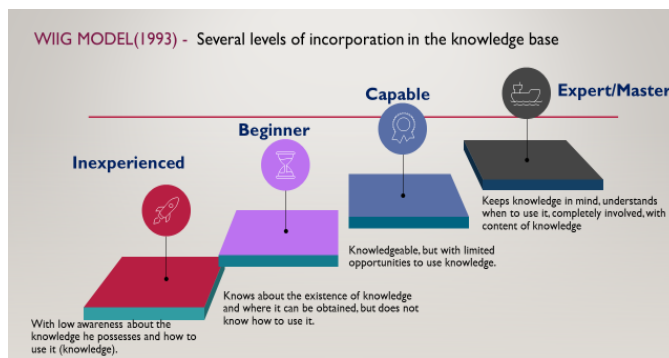 WIIG MODEL(1993) - Several levels of incorporation in the knowledge base
Expert/Master
Capable
Beginner
Inexperienced
Keeps knowledge in mind, understands
when to use it, completely involved, with
content of knowledge
Knowledgeable, but with limited
opportunities to use knowledge.
Knows about the existence of knowledge
and where it can be obtained, but does
not know how to use it.
With low awareness about the
knowledge he possesses and how to
use it (knowledge).